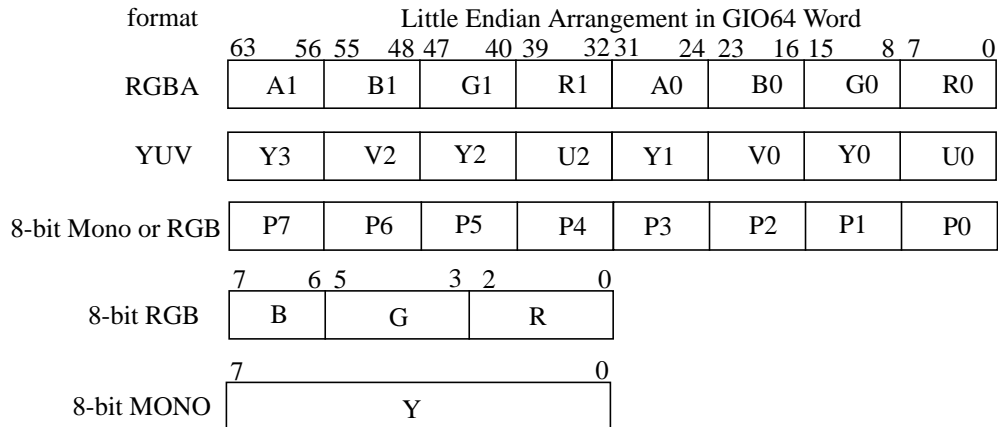 format Little Endian Arrangement in GIO64 Word
63 56 55 48 47 40 39 32 31 24 23 16 15 8 7 0
RGBA A1 B1 G1 R1 A0 B0 G0 R0
YUV Y3 V2 Y2 U2 Y1 V0 Y0 U0
8-bit Mono or RGB P7 P6 P5 P4 P3 P2 P1 P0
7 6 5 3 2 0
8-bit RGB B G R
7 0
8-bit MONO Y